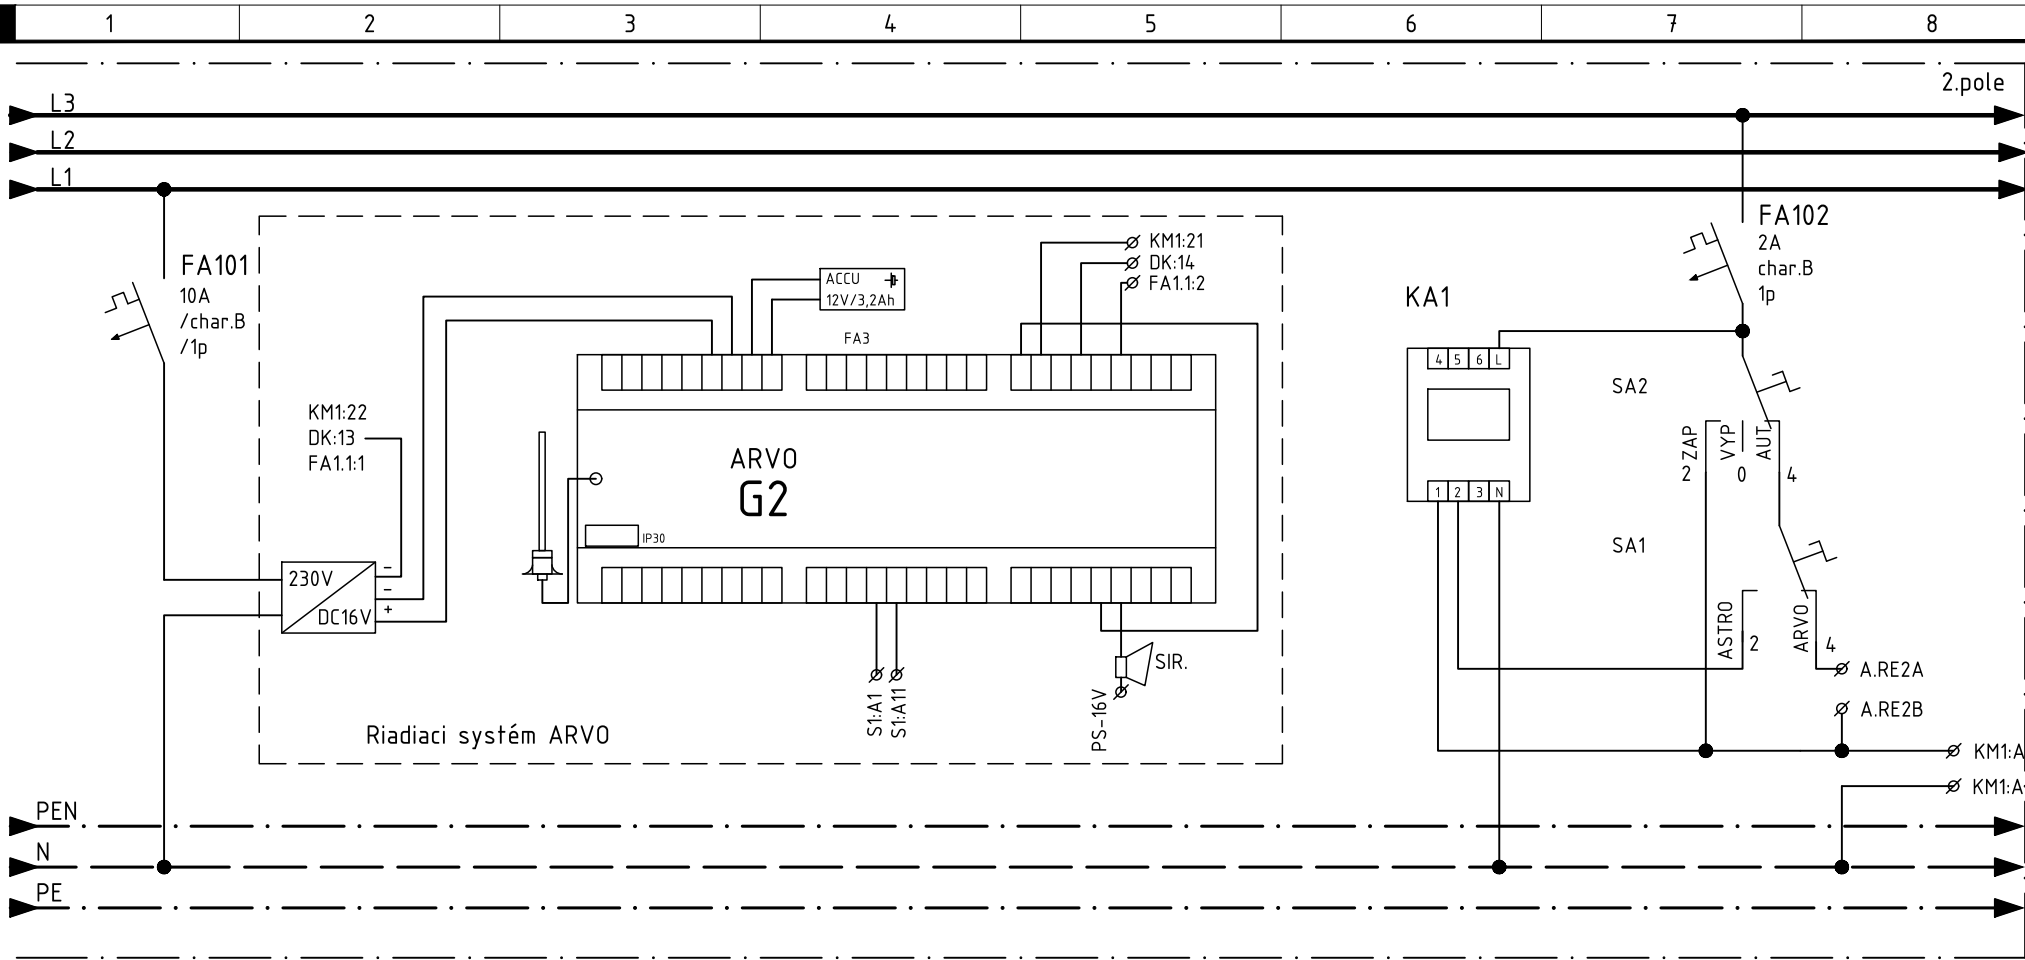 1 2 3 4 5 6 7 8
2.pole
L3
L2
L1
FA101
10A
/char.B
/1p
KM1:22
DK:13
FA1.1:1
230V
DC16V
-
-
+
ACCU
12V/3,2Ah
FA3
KM1:21
DK:14
FA1.1:2
ARVO
G2
IP30
S1:A1
S1:A11
PS-16V
SIR.
Riadiaci systém ARVO
KA1
4 5 6 L
1 2 3 N
FA102
2A
char.B
1p
SA2
ZAP
VYP
AUT
2 0 4
SA1
ASTRO
2
ARVO
4
A.RE2A
A.RE2B
KM1:A
KM1:A
PEN
N
PE